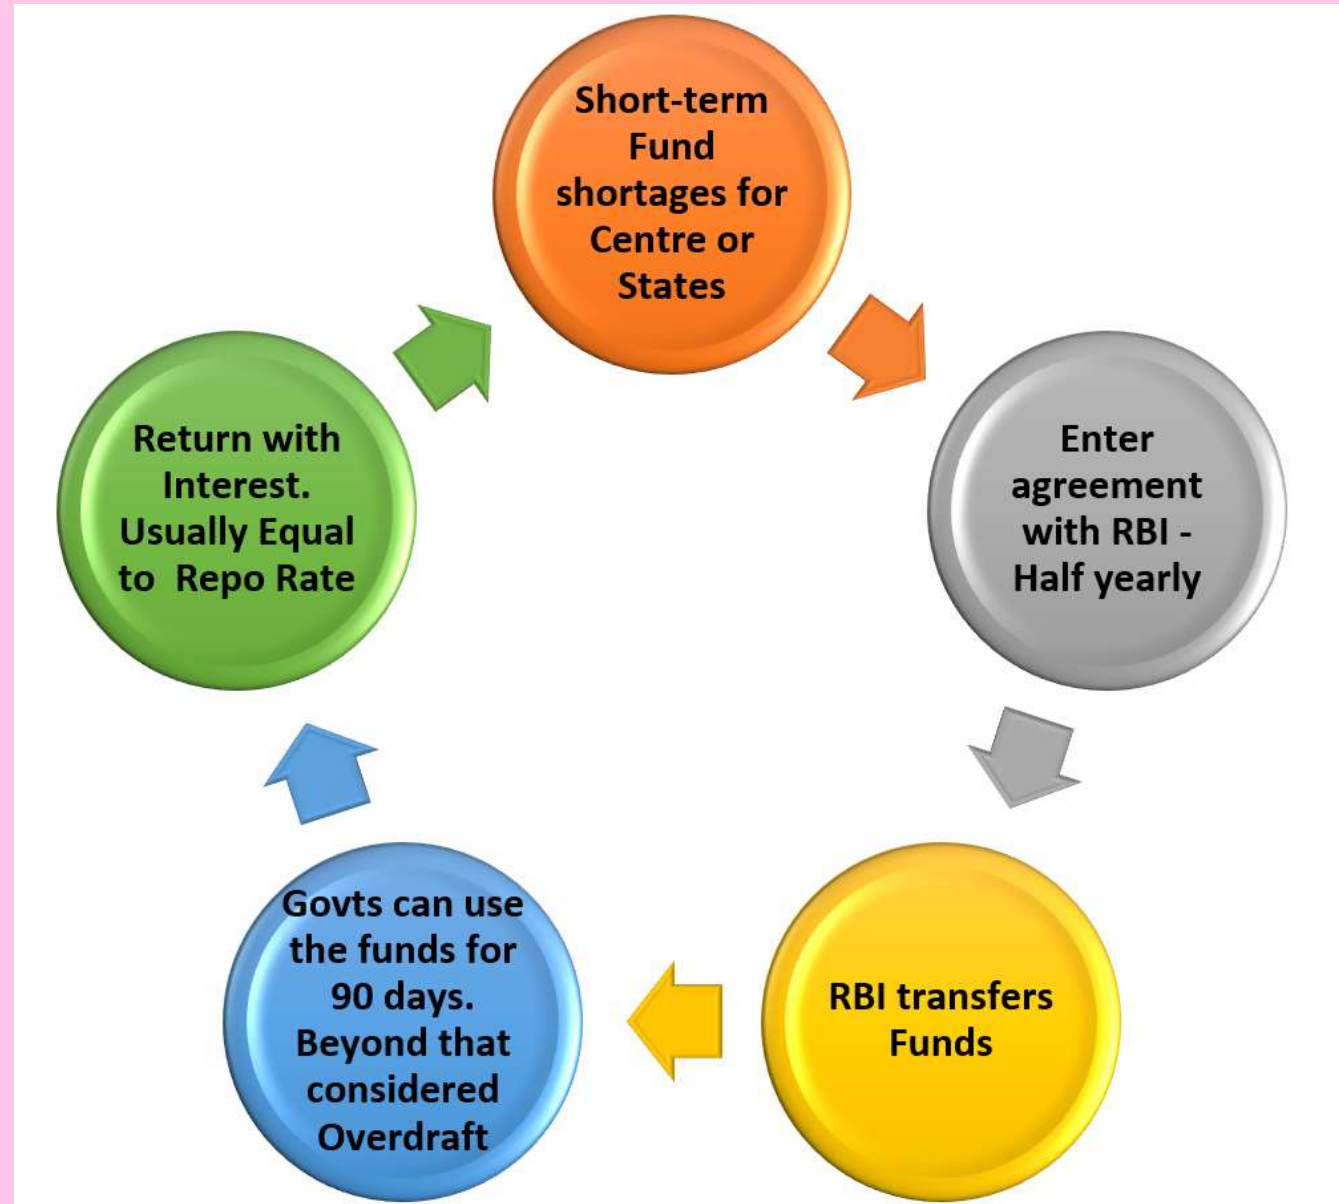 Short-term
Fund
shortages for
Centre or
States
Enter
agreement
with RBI -
Half yearly
RBI transfers
Funds
Govts can use
the funds for
90 days.
Beyond that
considered
Overdraft
Return with
Interest.
Usually Equal
to  Repo Rate